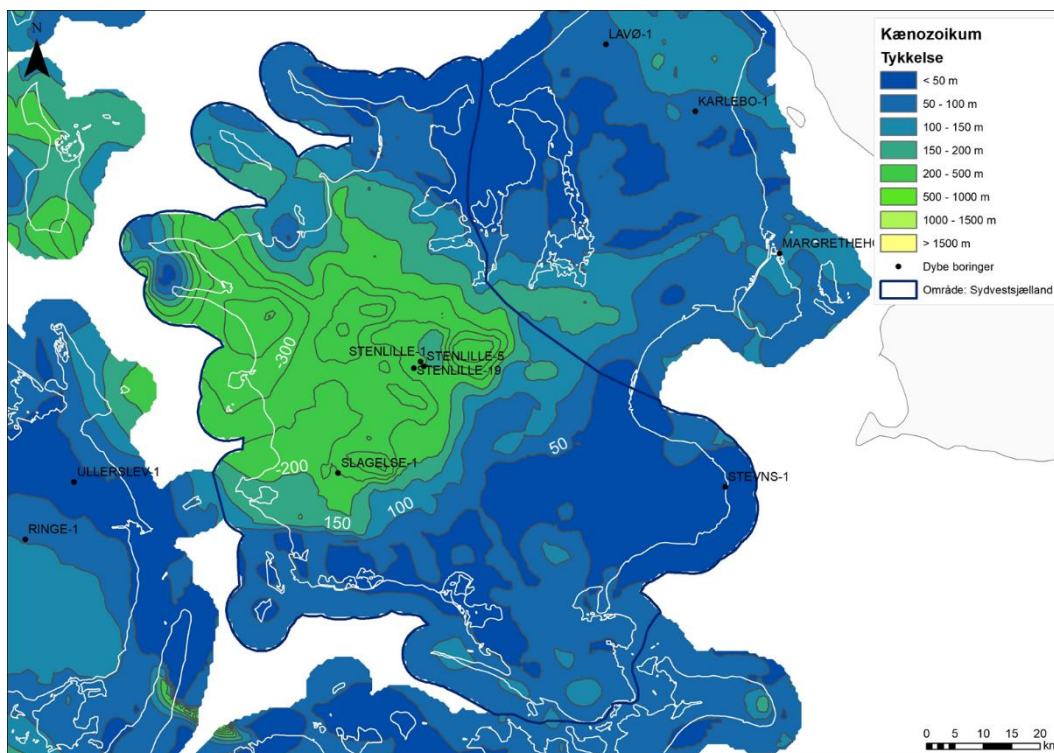 N
LAVØ-1
KARLEBO-1
MARGRETHEHO
STENLILLE-1
STENLILLE-5
STENLILLE-19
-300
SLAGELSE-1
-200
150
100
50
STEVNS-1
ULLERSLEV-1
RINGE-1
Kænozoikum
Tykkelse
< 50 m
50 - 100 m
100 - 150 m
150 - 200 m
200 - 500 m
500 - 1000 m
1000 - 1500 m
> 1500 m
Dybe boringer
Område: Sydvestsjælland
0 5 10 15 20
km